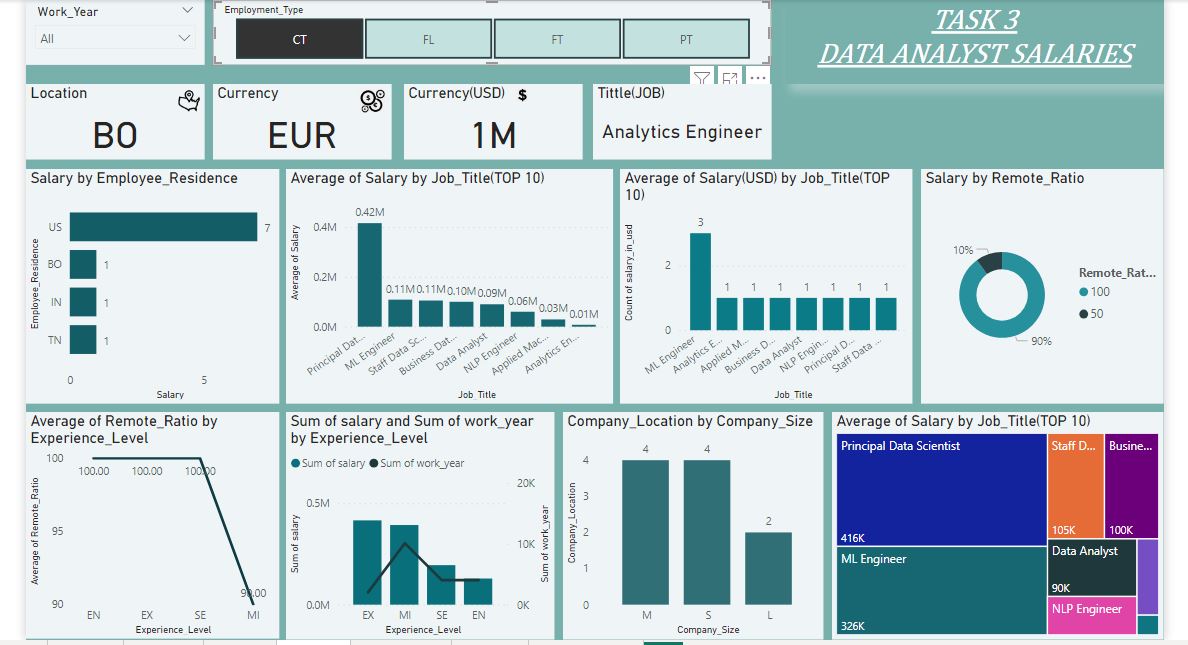 Work_Year
All
Employment_Type
CT
FL
FT
PT
TASK 3
DATA ANALYST SALARIES
Location
BO
Currency
EUR
Currency(USD) $
1M
Tittle(JOB)
Analytics Engineer
Salary by Employee_Residence
Employee_Residence
US
7
BO
1
IN
1
TN
1
0
5
Salary
Average of Salary by Job_Title(TOP 10)
Average of Salary
0.4M
0.2M
0.0M
0.42M
0.11M
0.11M
0.10M
0.09M
0.06M
0.03M
0.01M
Principal Dat...
ML Engineer
Staff Data Sc...
Business Dat...
Data Analyst
NLP Engineer
Applied Mac...
Analytics En...
Job_Title
Average of Salary(USD) by Job_Title(TOP
10)
Count of salary_in_usd
2
0
3
1
1
1
1
1
1
1
ML Engineer
Analytics E...
Applied M...
Business D...
Data Analyst
NLP Engin...
Principal D...
Staff Data ...
Job_Title
Salary by Remote_Ratio
10%
90%
Remote_Rat...
100
50
Average of Remote_Ratio by
Experience_Level
Average of Remote_Ratio
100
95
90
100.00
100.00
100.00
90.00
EN
EX
SE
MI
Experience_Level
Sum of salary and Sum of work_year
by Experience_Level
Sum of salary
Sum of work_year
Sum of salary
0.5M
0.0M
20K
10K
0K
Sum of work_year
EX
MI
SE
EN
Experience_Level
Company_Location by Company_Size
Company_Location
4
3
2
1
0
4
4
2
M
S
L
Company_Size
Average of Salary by Job_Title(TOP 10)
Principal Data Scientist
416K
ML Engineer
326K
Staff D...
105K
Busine...
100K
Data Analyst
90K
NLP Engineer